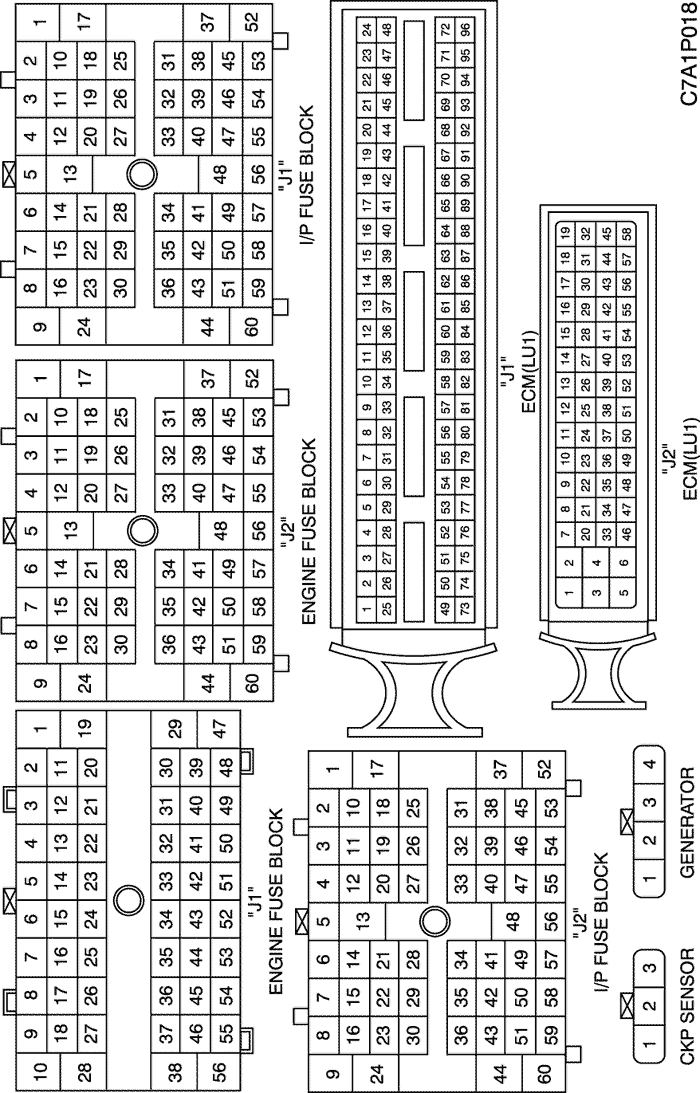 10 9 8 7 6 5 4 3 2 1
28 18 17 16 15 14 13 12 11 19
27 26 25 24 23 22 21 20
38 37 36 35 34 33 32 31 30 29
46 45 44 43 42 41 40 39
56 55 54 53 52 51 50 49 48 47
"J1"
ENGINE FUSE BLOCK
9 8 7 6 5 4 3 2 1
24 16 15 14 13 12 11 10 17
23 22 21 20 19 18
30 29 28 27 26 25
36 35 34 33 32 31
44 43 42 41 48 40 39 38 37
51 50 49 47 46 45
60 59 58 57 56 55 54 53 52
"J2"
ENGINE FUSE BLOCK
9 8 7 6 5 4 3 2 1
24 16 15 14 13 12 11 10 17
23 22 21 20 19 18
30 29 28 27 26 25
36 35 34 33 32 31
44 43 42 41 48 40 39 38 37
51 50 49 47 46 45
60 59 58 57 56 55 54 53 52
"J1"
I/P FUSE BLOCK
9 8 7 6 5 4 3 2 1
24 16 15 14 13 12 11 10 17
23 22 21 20 19 18
30 29 28 27 26 25
36 35 34 33 32 31
44 43 42 41 48 40 39 38 37
51 50 49 47 46 45
60 59 58 57 56 55 54 53 52
"J2"
I/P FUSE BLOCK
1 2 3 4 5 6 7 8 9 10 11 12 13 14 15 16 17 18 19 20 21 22 23 24
25 26 27 28 29 30 31 32 33 34 35 36 37 38 39 40 41 42 43 44 45 46 47 48
49 50 51 52 53 54 55 56 57 58 59 60 61 62 63 64 65 66 67 68 69 70 71 72
73 74 75 76 77 78 79 80 81 82 83 84 85 86 87 88 89 90 91 92 93 94 95 96
"J1"
ECM(LU1)
1 2 7 8 9 10 11 12 13 14 15 16 17 18 19
3 4 20 21 22 23 24 25 26 27 28 29 30 31 32
33 34 35 36 37 38 39 40 41 42 43 44 45
5 6 46 47 48 49 50 51 52 53 54 55 56 57 58
"J2"
ECM(LU1)
1 2 3
CKP SENSOR
1 2 3 4
GENERATOR
C7A1P018